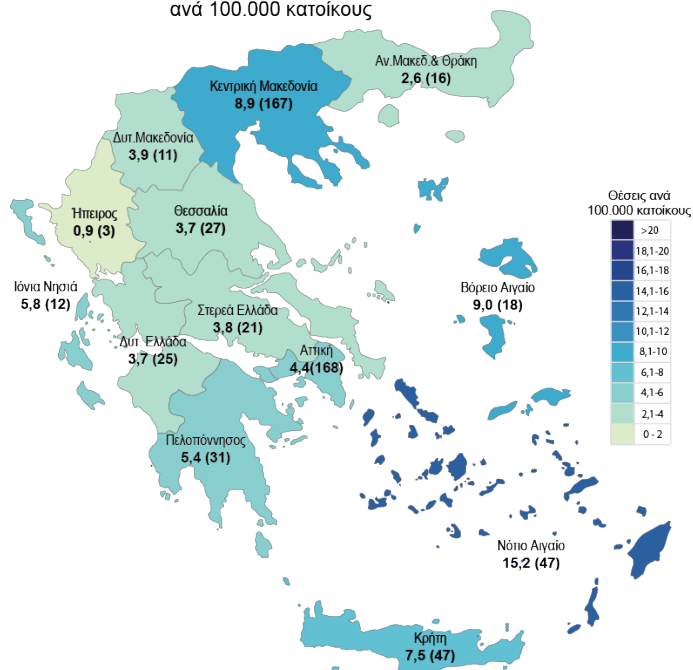 ανά 100.000 κατοίκους
Αν.Μακεδ.& Θράκη
2,6 (16)
Κεντρική Μακεδονία
8,9 (167)
Δυτ.Μακεδονία
3,9 (11)
Ήπειρος
0,9 (3)
Θεσσαλία
3,7 (27)
Ιόνια Νησιά
5,8 (12)
Στερεά Ελλάδα
3,8 (21)
Βόρειο Αιγαίο
9,0 (18)
Δυτ. Ελλάδα
3,7 (25)
Αττική
4,4(168)
Πελοπόννησος
5,4 (31)
Νότιο Αιγαίο
15,2 (47)
Κρήτη
7,5 (47)
Θέσεις ανά
100.000 κατοίκους
>20
18,1-20
16,1-18
14,1-16
12,1-14
10,1-12
8,1-10
6,1-8
4,1-6
2,1-4
0 - 2